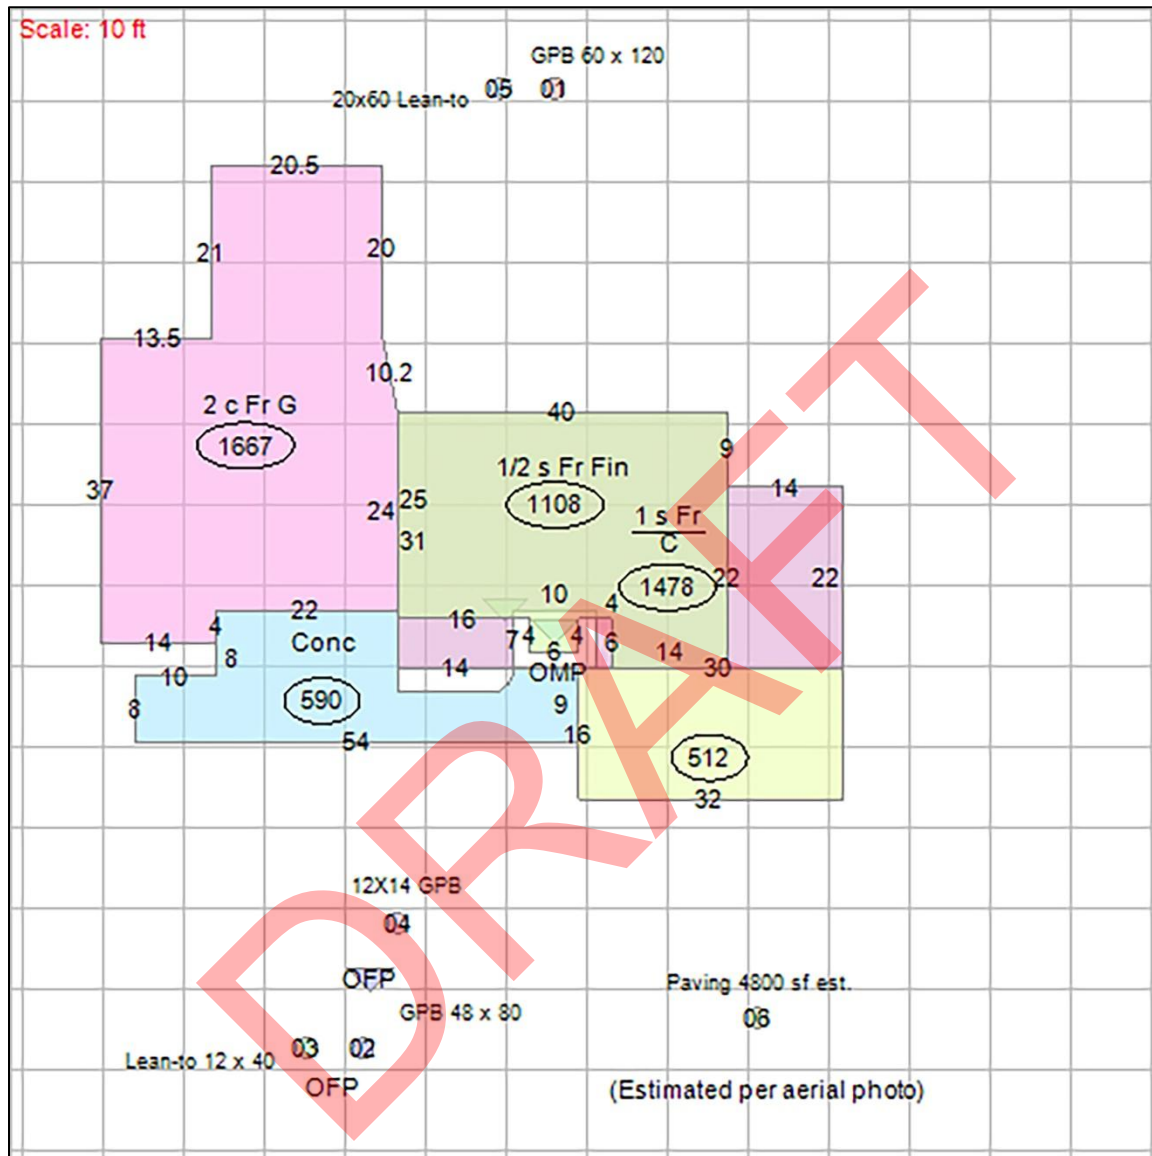 Scale: 10 ft
GPB 60 x 120
05 01
20x60 Lean-to
20.5
21 20
13.5
10.2
2 c Fr G
40
1667
9
1/2 s Fr Fin
37
25
14
24
1108
1 s Fr
31
C
22 22
1478
10
4
22
16
4
14
Conc
7 4
6
4
6
8
14
14
30
10
OMP
590
8
9
54
16
512
32
12X14 GPB
04
OFP
Paving 4800 sf est.
GPB 48 x 80
06
03 02
Lean-to 12 x 40
OFP
(Estimated per aerial photo)
DRAFT